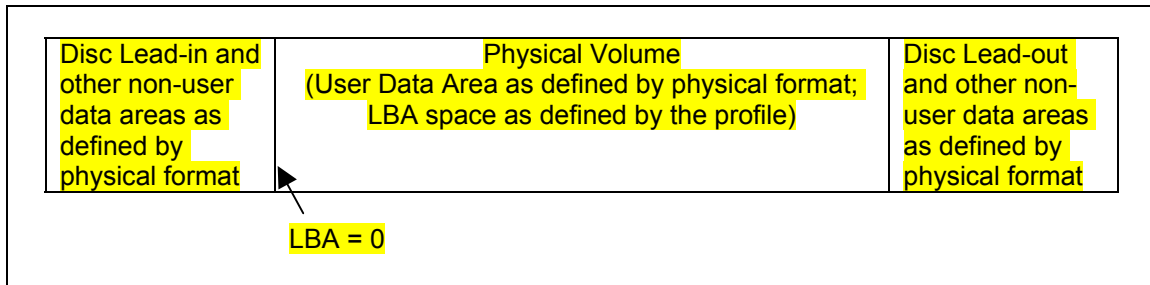 Disc Lead-in and
other non-user
data areas as
defined by
physical format
Physical Volume
(User Data Area as defined by physical format;
LBA space as defined by the profile)
Disc Lead-out
and other non-
user data areas
as defined by
physical format
LBA = 0